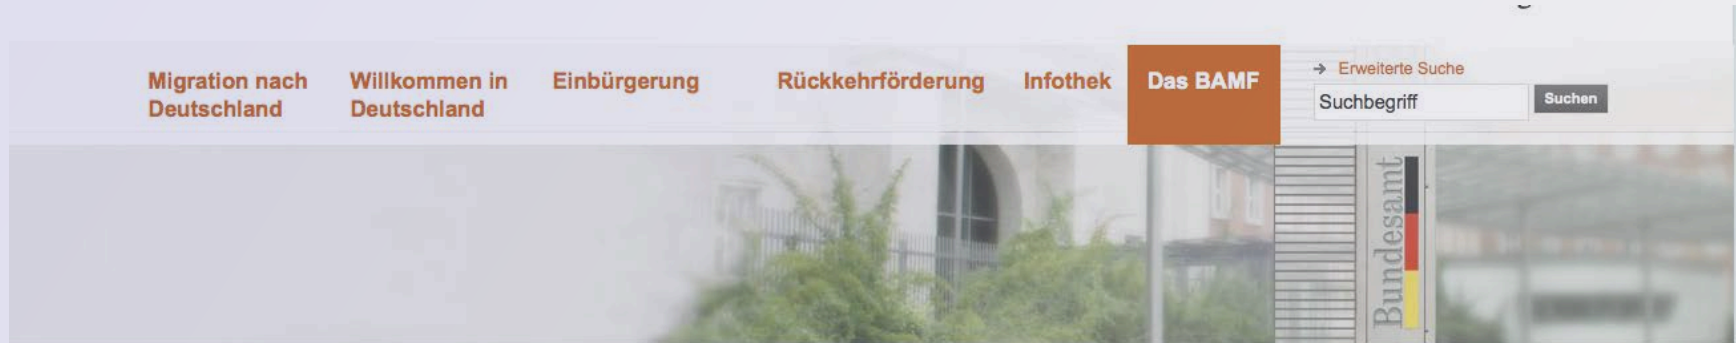 Migration nach
Deutschland
Willkommen in
Deutschland
Einbürgerung
Rückkehrförderung
Infothek
Das BAMF
→ Erweiterte Suche
Suchbegriff
Suchen
Bundesamt